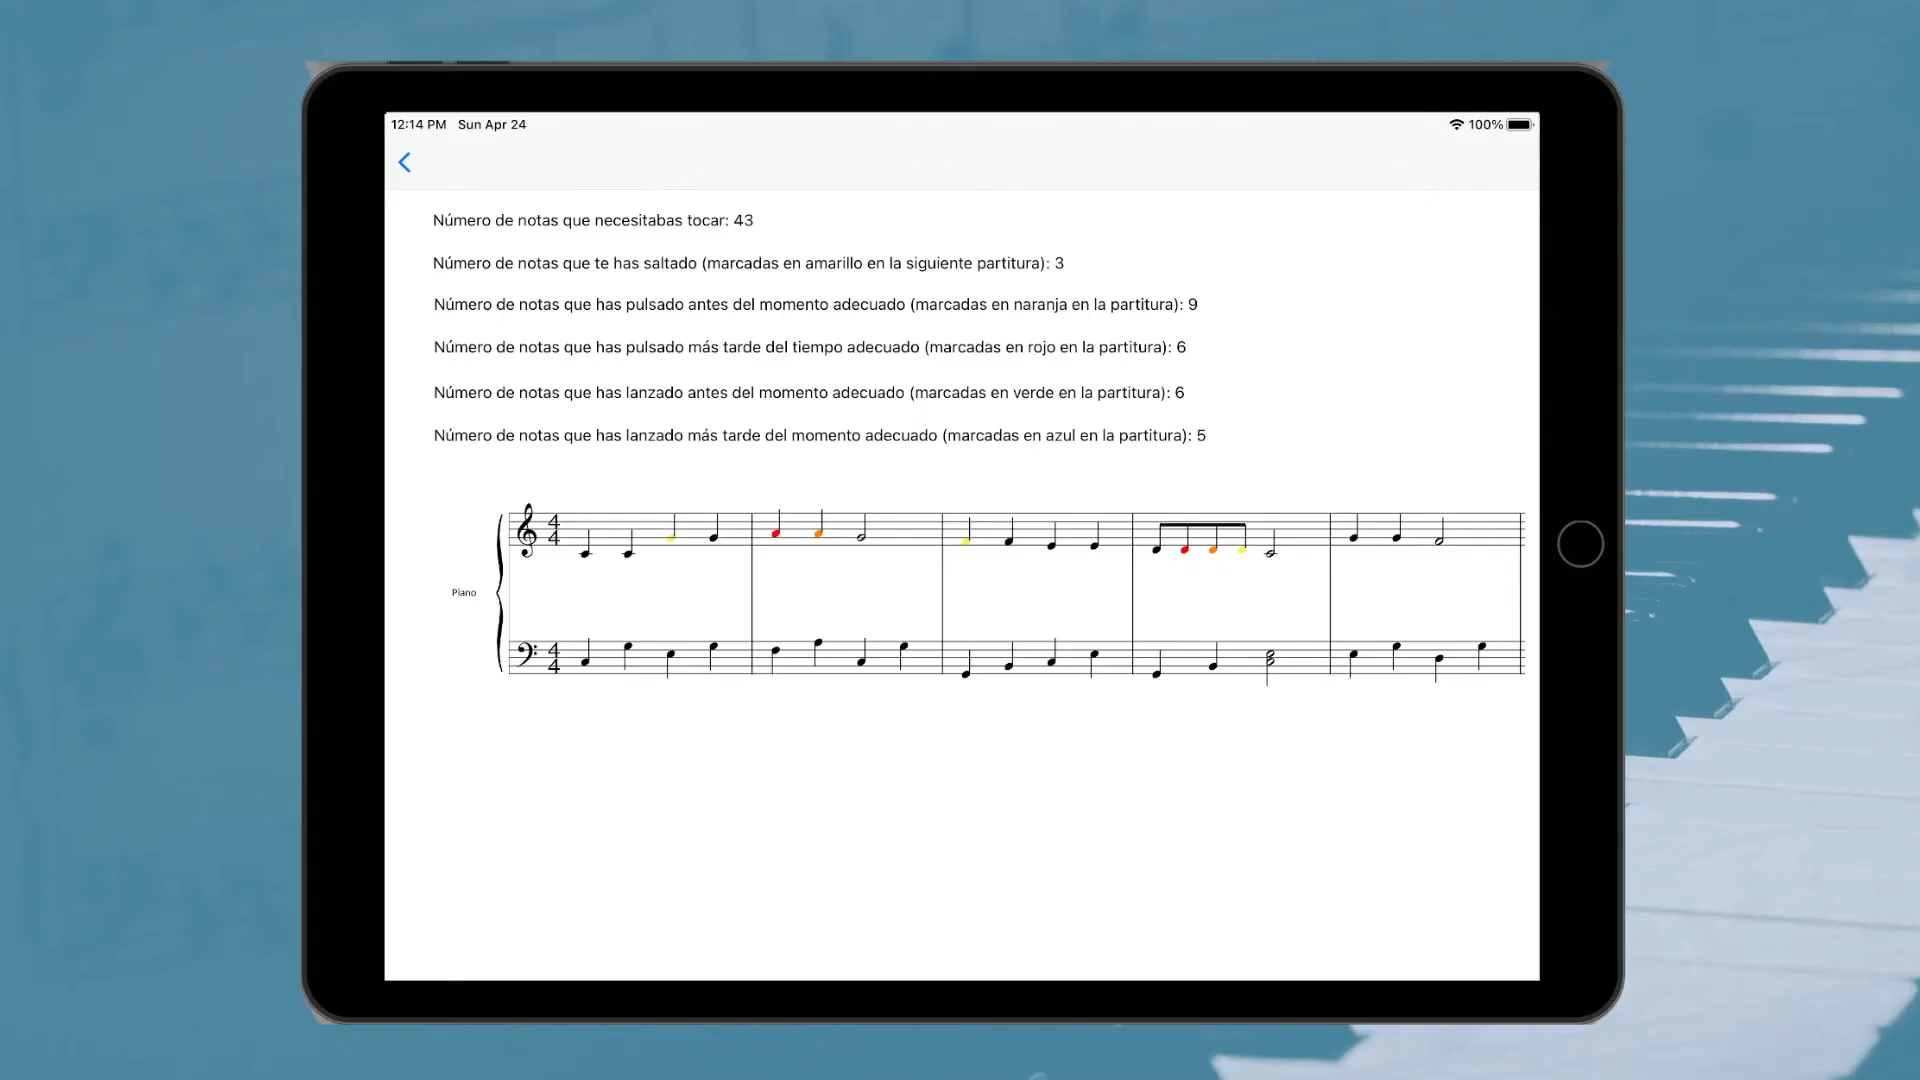 12:14 PM Sun Apr 24
100%
Número de notas que necesitabas tocar: 43
Número de notas que te has saltado (marcadas en amarillo en la siguiente partitura): 3
Número de notas que has pulsado antes del momento adecuado (marcadas en naranja en la partitura): 9
Número de notas que has pulsado más tarde del tiempo adecuado (marcadas en rojo en la partitura): 6
Número de notas que has lanzado antes del momento adecuado (marcadas en verde en la partitura): 6
Número de notas que has lanzado más tarde del momento adecuado (marcadas en azul en la partitura): 5
4
4
Piano
4
4